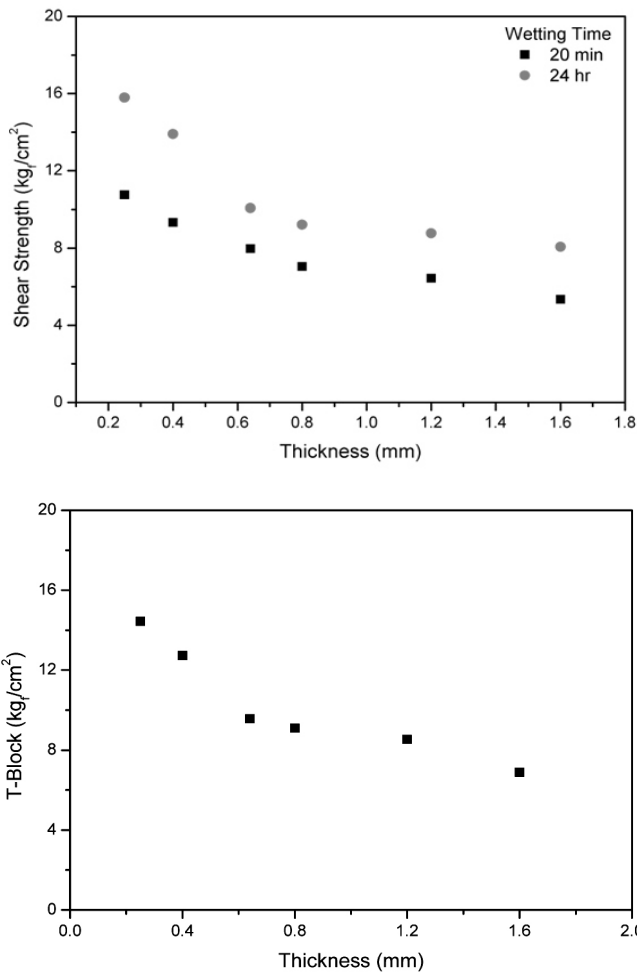 20
16
12
8
4
0
Shear Strength (kgf/cm2)
Wetting Time
20 min
24 hr
0.2 0.4 0.6 0.8 1.0 1.2 1.4 1.6 1.8
Thickness (mm)
20
16
12
8
4
0
T-Block (kgf/cm2)
0.0 0.4 0.8 1.2 1.6 2.0
Thickness (mm)